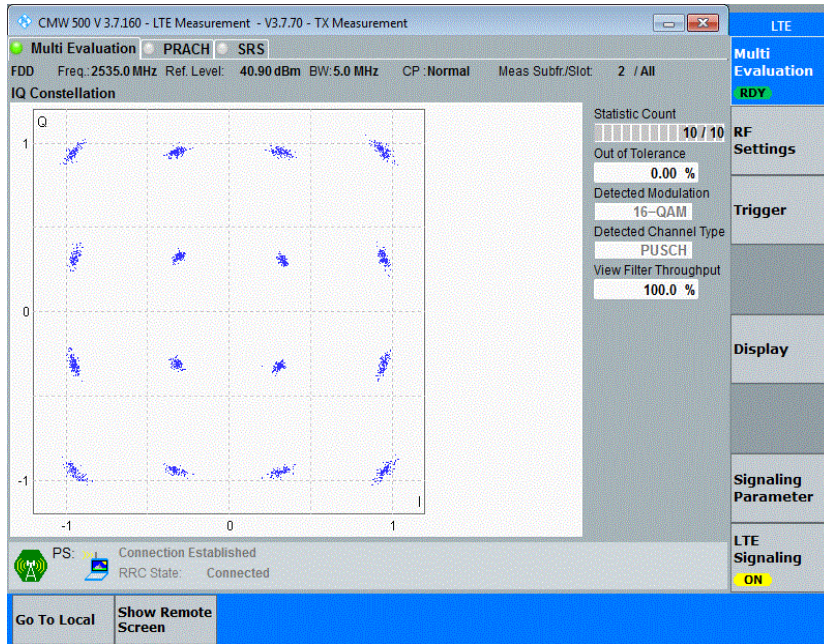 CMW 500 V 3.7.160 - LTE Measurement - V3.7.70 - TX Measurement
LTE
Multi Evaluation PRACH SRS
Multi
Evaluation
RDY
FDD Freq.: 2535.0 MHz Ref. Level: 40.90 dBm BW: 5.0 MHz CP : Normal Meas Subfr./Slot: 2 / All
IQ Constellation
Statistic Count
10 / 10
Out of Tolerance
0.00 %
Detected Modulation
16-QAM
Detected Channel Type
PUSCH
View Filter Throughput
100.0 %
Q
1
0
-1
-1 0 1
I
RF
Settings
Trigger
Display
Signaling
Parameter
LTE
Signaling
ON
PS: Connection Established
RRC State: Connected
Go To Local
Show Remote
Screen